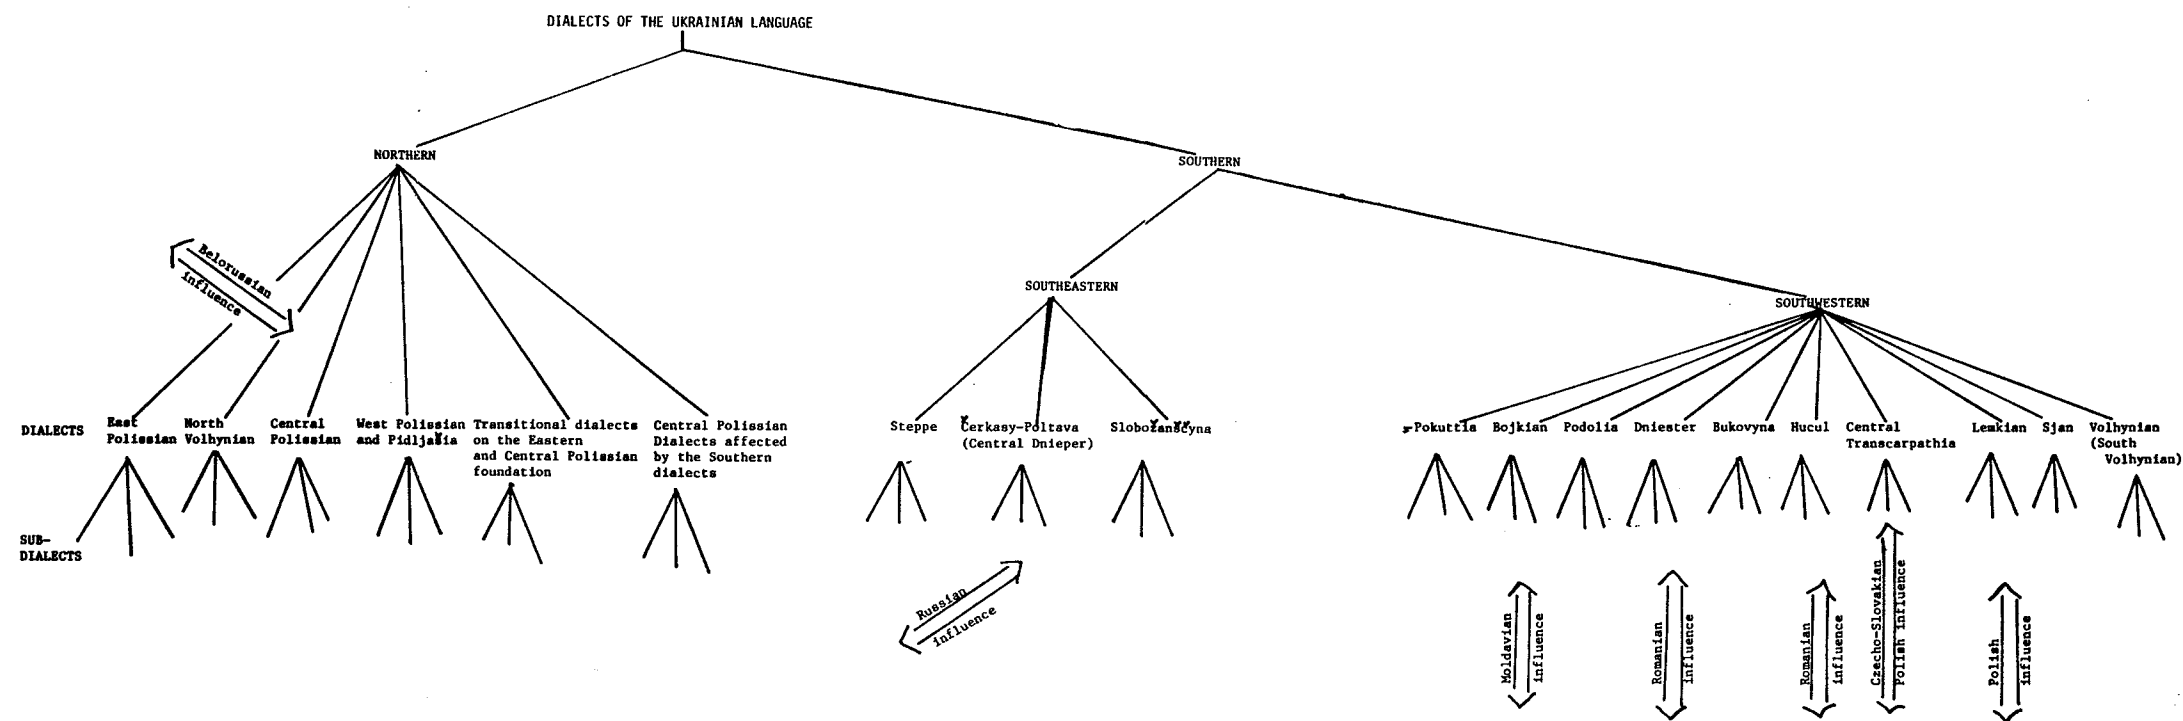 DIALECTS OF THE UKRAINIAN LANGUAGE
NORTHERN
SOUTHERN
Belorussian
influence
SOUTHEASTERN
SOUTHWESTERN
DIALECTS
East
Polissian
North
Volhynian
Central
Polissian
West Polissian
and Pidljašia
Transitional dialects
on the Eastern
and Central Polissian
foundation
Central Polissian
Dialects affected
by the Southern
dialects
Steppe
Čerkasy-Poltava
(Central Dnieper)
Slobožanščyna
Pokuttia
Bojkian
Podolia
Dniester
Bukovyna
Hucul
Central
Transcarpathia
Lemkian
Sjan
Volhynian
(South
Volhynian)
SUB-
DIALECTS
Russian
influence
Moldavian
influence
Romanian
influence
Romanian
influence
Czecho-Slovakian
Polish influence
Polish
influence